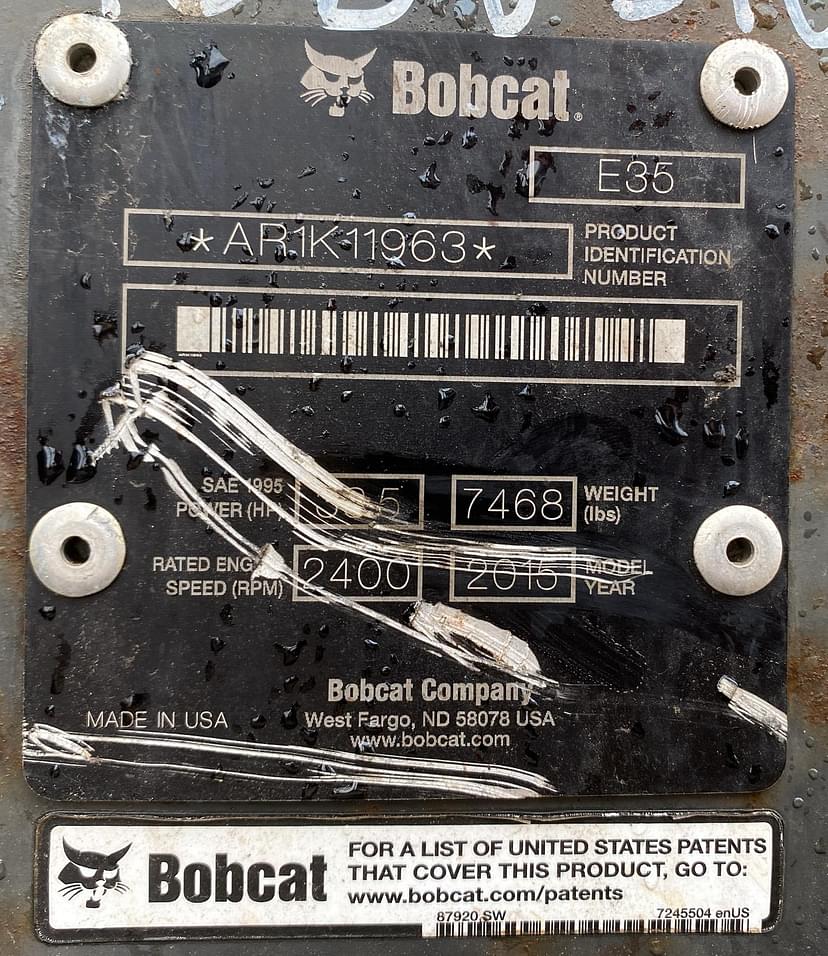 Bobcat®
E35
*AR1K11963*
PRODUCT
IDENTIFICATION
NUMBER
SAE 1995
POWER (HP)
7468
WEIGHT
(lbs)
RATED ENG
SPEED (RPM)
2400
2015
MODEL
YEAR
Bobcat Company
MADE IN USA
West Fargo, ND 58078 USA
www.bobcat.com
Bobcat
FOR A LIST OF UNITED STATES PATENTS
THAT COVER THIS PRODUCT, GO TO:
www.bobcat.com/patents
87920 SW
7245504 enUS